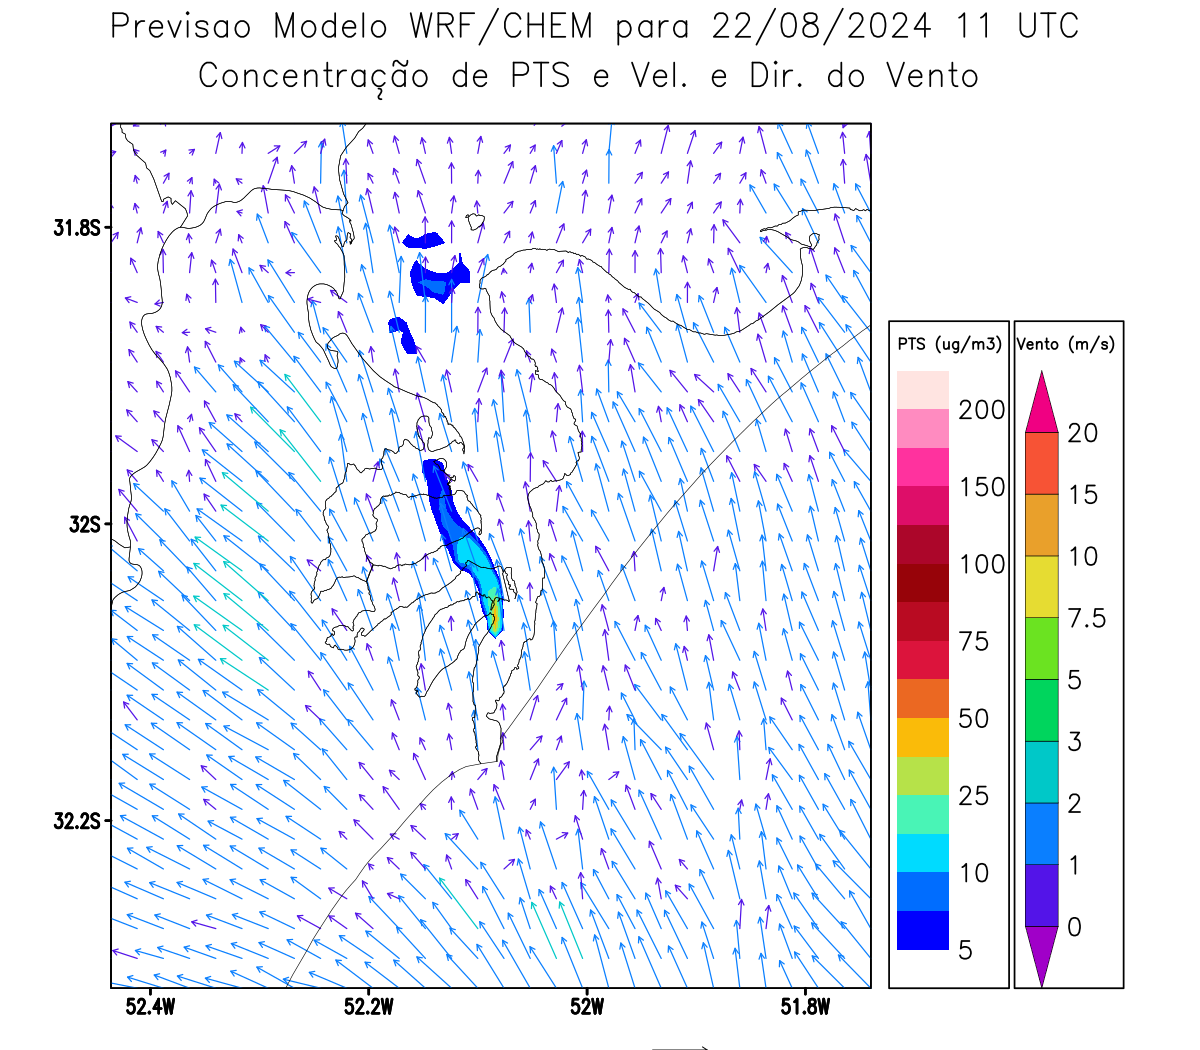 Previsao Modelo WRF/CHEM para 22/08/2024 11 UTC
Concentração de PTS e Vel. e Dir. do Vento
31.8S
32S
32.2S
52.4W
52.2W
52W
51.8W
PTS (ug/m3)
200
150
100
75
50
25
10
5
Vento (m/s)
20
15
10
7.5
5
3
2
1
0